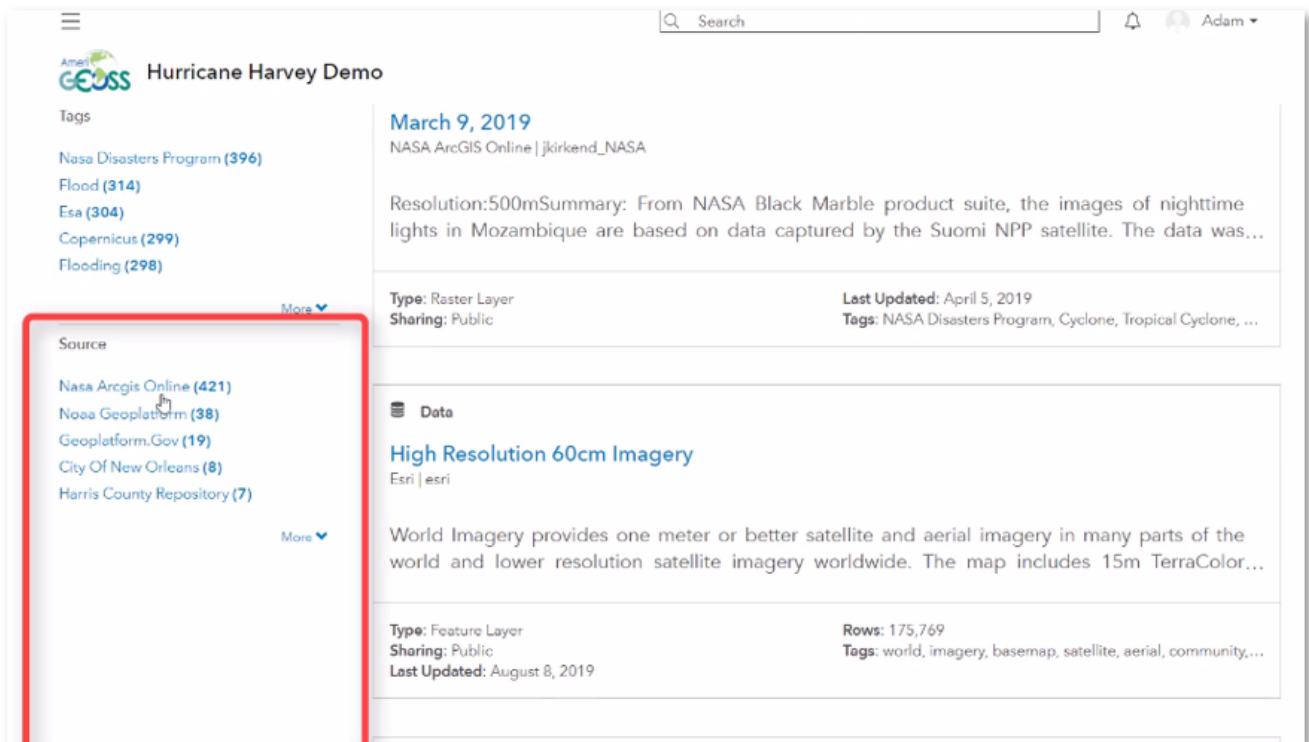 Search
Adam
Ameri
GEOSS
Hurricane Harvey Demo
Tags
Nasa Disasters Program (396)
Flood (314)
Esa (304)
Copernicus (299)
Flooding (298)
More
Source
Nasa Arcgis Online (421)
Noaa Geoplatform (38)
Geoplatform.Gov (19)
City Of New Orleans (8)
Harris County Repository (7)
More
March 9, 2019
NASA ArcGIS Online | jkirkend_NASA
Resolution:500mSummary: From NASA Black Marble product suite, the images of nighttime
lights in Mozambique are based on data captured by the Suomi NPP satellite. The data was...
Type: Raster Layer
Sharing: Public
Last Updated: April 5, 2019
Tags: NASA Disasters Program, Cyclone, Tropical Cyclone, ...
Data
High Resolution 60cm Imagery
Esri | esri
World Imagery provides one meter or better satellite and aerial imagery in many parts of the
world and lower resolution satellite imagery worldwide. The map includes 15m TerraColor...
Type: Feature Layer
Sharing: Public
Last Updated: August 8, 2019
Rows: 175,769
Tags: world, imagery, basemap, satellite, aerial, community,...